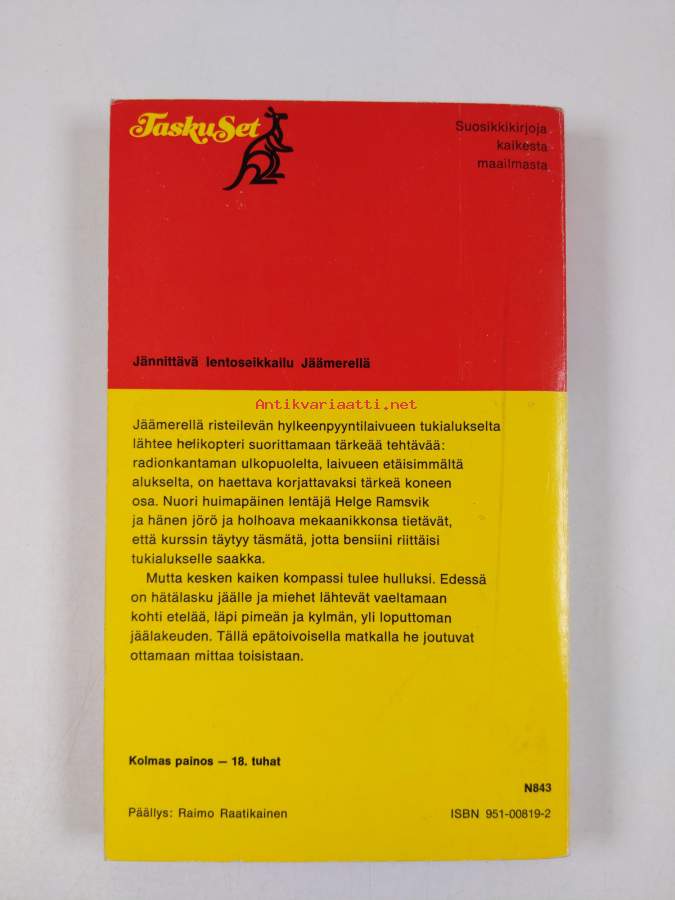 TaskuSet
Suosikkikirjoja
kaikesta
maailmasta
Jännittävä lentoseikkailu Jäämerellä
Antikvariaatti.net
Jäämerellä risteilevän hylkeenpyyntilaivueen tukialukselta
lähtee helikopteri suorittamaan tärkeää tehtävää:
radionkantaman ulkopuolelta, laivueen etäisimmältä
alukselta, on haettava korjattavaksi tärkeä koneen
osa. Nuori huimapäinen lentäjä Helge Ramsvik
ja hänen jörö ja holhoava mekaanikkonsa tietävät,
että kurssin täytyy täsmätä, jotta bensiini riittäisi
tukialukselle saakka.
Mutta kesken kaiken kompassi tulee hulluksi. Edessä
on hätälasku jäälle ja miehet lähtevät vaeltamaan
kohti etelää, läpi pimeän ja kylmän, yli loputtoman
jäälakeuden. Tällä epätoivoisella matkalla he joutuvat
ottamaan mittaa toisistaan.
Kolmas painos – 18. tuhat
N843
Päällys: Raimo Raatikainen
ISBN 951-00819-2